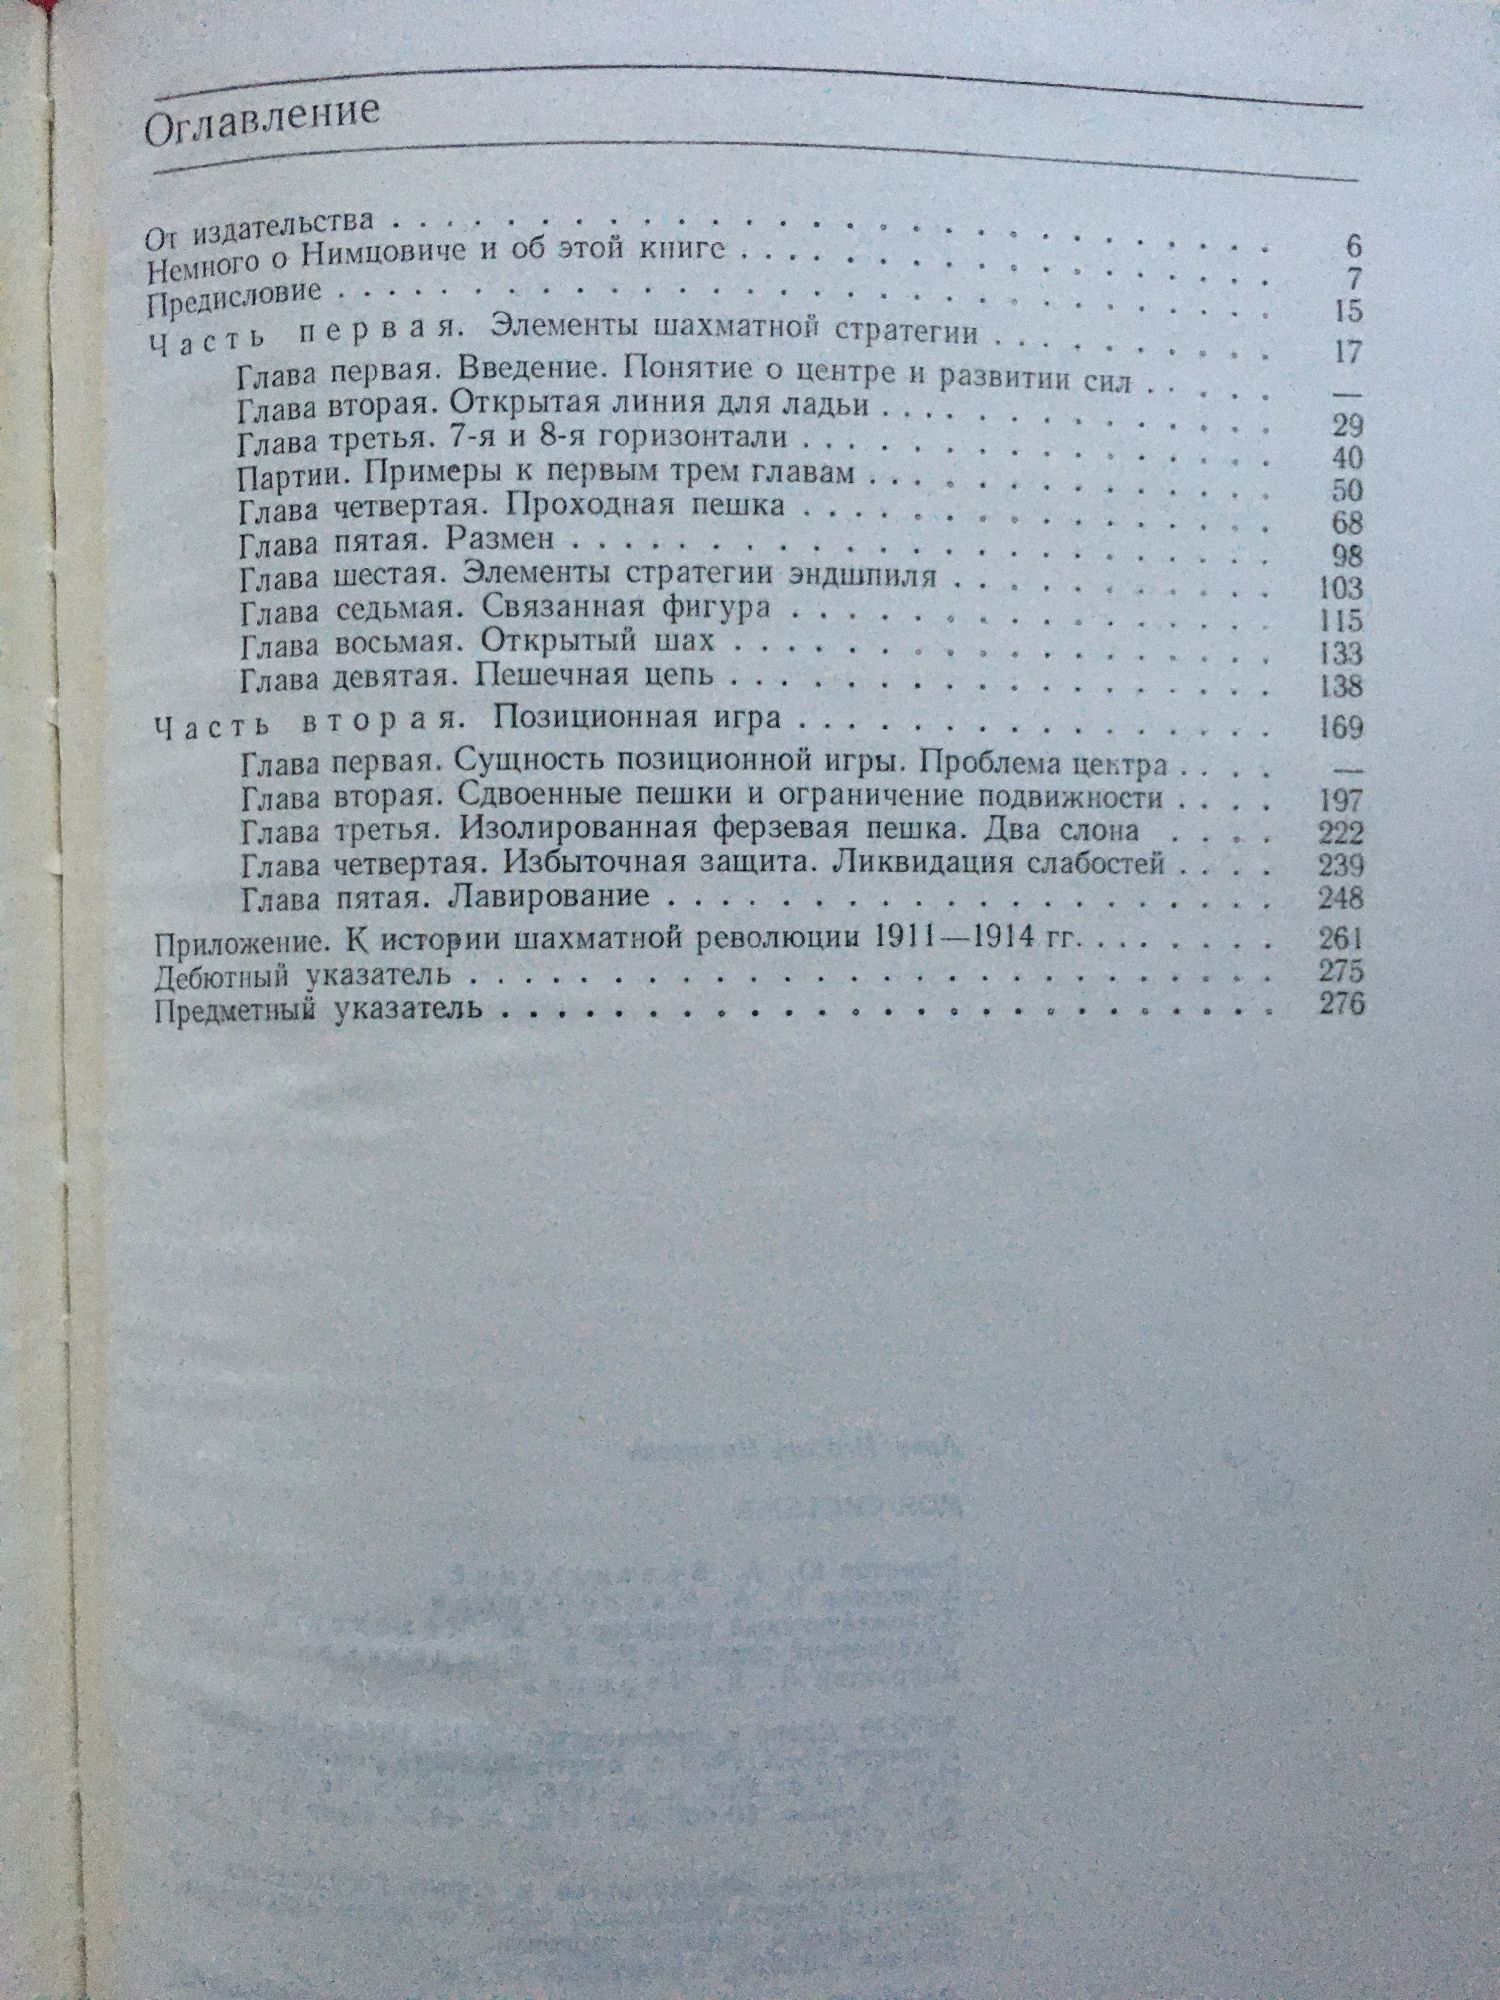 Оглавление
От издательства . . . . . . . . . . . . . . . . . . . . . . . . . . 6
Немного о Нимцовиче и об этой книге . . . . . . . . . . . . . . . . 7
Предисловие . . . . . . . . . . . . . . . . . . . . . . . . . . . . 15
Часть первая. Элементы шахматной стратегии . . . . . . . . . . . 17
Глава первая. Введение. Понятие о центре и развитии сил . . . . . . —
Глава вторая. Открытая линия для ладьи . . . . . . . . . . . . . . 29
Глава третья. 7-я и 8-я горизонтали . . . . . . . . . . . . . . . . 40
Партии. Примеры к первым трем главам . . . . . . . . . . . . . . . 50
Глава четвертая. Проходная пешка . . . . . . . . . . . . . . . . . 68
Глава пятая. Размен . . . . . . . . . . . . . . . . . . . . . . . . 98
Глава шестая. Элементы стратегии эндшпиля . . . . . . . . . . . . 103
Глава седьмая. Связанная фигура . . . . . . . . . . . . . . . . . 115
Глава восьмая. Открытый шах . . . . . . . . . . . . . . . . . . . 133
Глава девятая. Пешечная цепь . . . . . . . . . . . . . . . . . . . 138
Часть вторая. Позиционная игра . . . . . . . . . . . . . . . . . 169
Глава первая. Сущность позиционной игры. Проблема центра . . . . —
Глава вторая. Сдвоенные пешки и ограничение подвижности . . . . 197
Глава третья. Изолированная ферзевая пешка. Два слона . . . . 222
Глава четвертая. Избыточная защита. Ликвидация слабостей . . . . 239
Глава пятая. Лавирование . . . . . . . . . . . . . . . . . . . . . 248
Приложение. К истории шахматной революции 1911—1914 гг. . . . . . . . 261
Дебютный указатель . . . . . . . . . . . . . . . . . . . . . . . . 275
Предметный указатель . . . . . . . . . . . . . . . . . . . . . . . 276